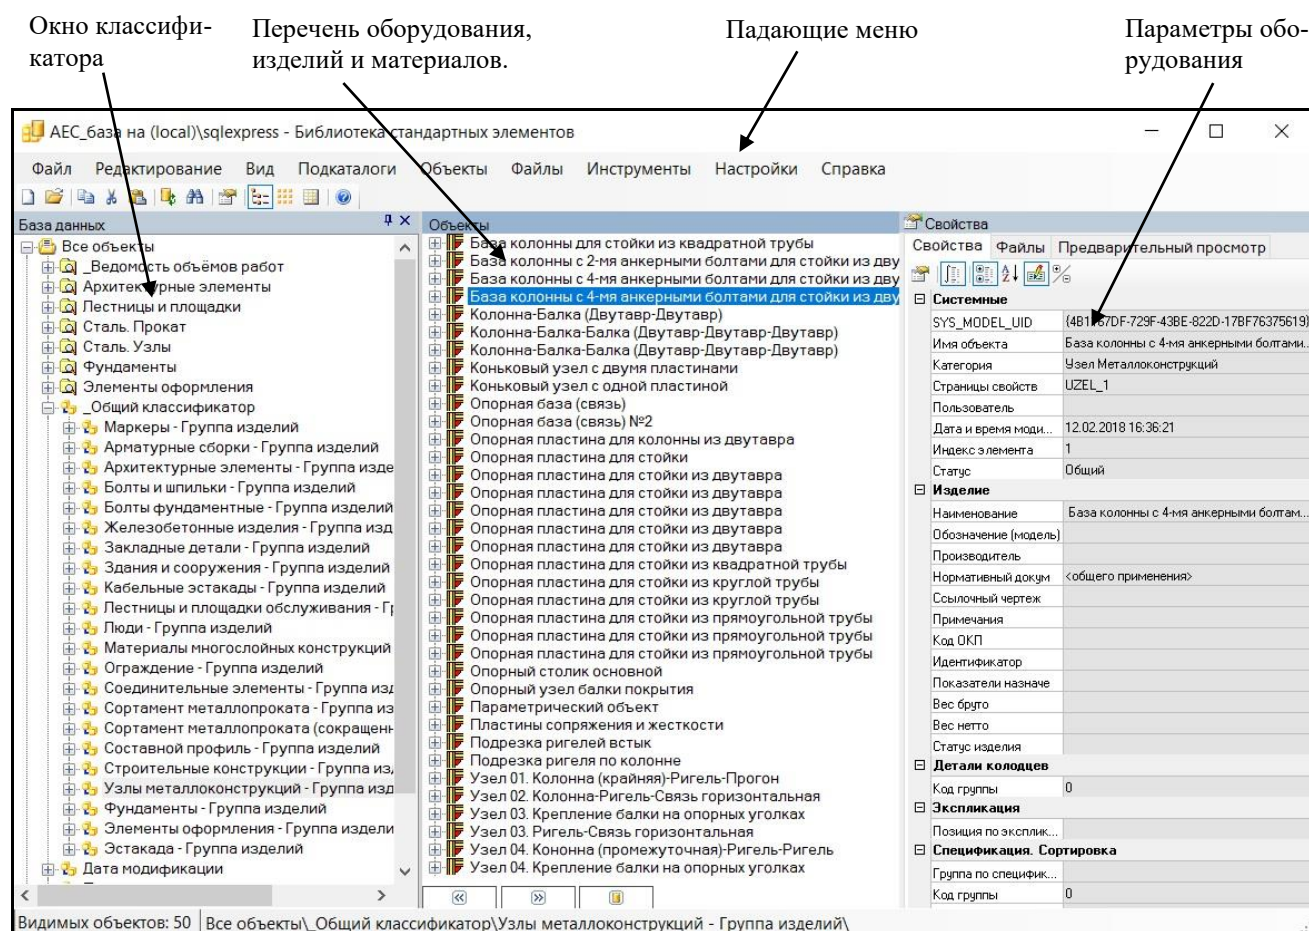 Окно классифи-
катора
Перечень оборудования,
изделий и материалов.
Падающие меню
Параметры обо-
рудования
AEC_база на (local)\sqlexpress - Библиотека стандартных элементов
Файл Редактирование Вид Подкаталоги Объекты Файлы Инструменты Настройки Справка
База данных
Все объекты
_Ведомость объёмов работ
Архитектурные элементы
Лестницы и площадки
Сталь. Прокат
Сталь. Узлы
Фундаменты
Элементы оформления
_Общий классификатор
Маркеры - Группа изделий
Арматурные сборки - Группа изделий
Архитектурные элементы - Группа изде
Болты и шпильки - Группа изделий
Болты фундаментные - Группа изделий
Железобетонные изделия - Группа изд
Закладные детали - Группа изделий
Здания и сооружения - Группа изделий
Кабельные эстакады - Группа изделий
Лестницы и площадки обслуживания - Гр
Люди - Группа изделий
Материалы многослойных конструкций
Ограждение - Группа изделий
Соединительные элементы - Группа изд
Сортамент металлопроката - Группа из
Сортамент металлопроката (сокращенн
Составной профиль - Группа изделий
Строительные конструкции - Группа из
Узлы металлоконструкций - Группа изд
Фундаменты - Группа изделий
Элементы оформления - Группа издели
Эстакада - Группа изделий
Дата модификации
Объекты
База колонны для стойки из квадратной трубы
База колонны с 2-мя анкерными болтами для стойки из дву
База колонны с 4-мя анкерными болтами для стойки из дву
База колонны с 4-мя анкерными болтами для стойки из дву
Колонна-Балка (Двутавр-Двутавр)
Колонна-Балка-Балка (Двутавр-Двутавр-Двутавр)
Колонна-Балка-Балка (Двутавр-Двутавр-Двутавр)
Коньковый узел с двумя пластинами
Коньковый узел с одной пластиной
Опорная база (связь)
Опорная база (связь) №2
Опорная пластина для колонны из двутавра
Опорная пластина для стойки
Опорная пластина для стойки из двутавра
Опорная пластина для стойки из двутавра
Опорная пластина для стойки из двутавра
Опорная пластина для стойки из двутавра
Опорная пластина для стойки из двутавра
Опорная пластина для стойки из квадратной трубы
Опорная пластина для стойки из круглой трубы
Опорная пластина для стойки из круглой трубы
Опорная пластина для стойки из прямоугольной трубы
Опорная пластина для стойки из прямоугольной трубы
Опорная пластина для стойки из прямоугольной трубы
Опорный столик основной
Опорный узел балки покрытия
Параметрический объект
Пластины сопряжения и жесткости
Подрезка ригелей встык
Подрезка ригеля по колонне
Узел 01. Колонна (крайняя)-Ригель-Прогон
Узел 02. Колонна-Ригель-Связь горизонтальная
Узел 03. Крепление балки на опорных уголках
Узел 03. Ригель-Связь горизонтальная
Узел 04. Кононна (промежуточная)-Ригель-Ригель
Узел 04. Крепление балки на опорных уголках
Свойства
Свойства Файлы Предварительный просмотр
Системные
SYS_MODEL_UID {4B1 67DF-729F-43BE-822D-17BF76375619}
Имя объекта База колонны с 4-мя анкерными болтами...
Категория Узел Металлоконструкций
Страницы свойств UZEL_1
Пользователь
Дата и время моди... 12.02.2018 16:36:21
Индекс элемента 1
Статус Общий
Изделие
Наименование База колонны с 4-мя анкерными болтам...
Обозначение (модель)
Производитель
Нормативный докум <общего применения>
Ссылочный чертеж
Примечания
Код ОКП
Идентификатор
Показатели назначе
Вес бруто
Вес нетто
Статус изделия
Детали колодцев
Код группы 0
Экспликация
Позиция по эксплик...
Спецификация. Сортировка
Группа по специфик...
Код группы 0
Видимых объектов: 50 Все объекты\_Общий классификатор\Узлы металлоконструкций - Группа изделий\